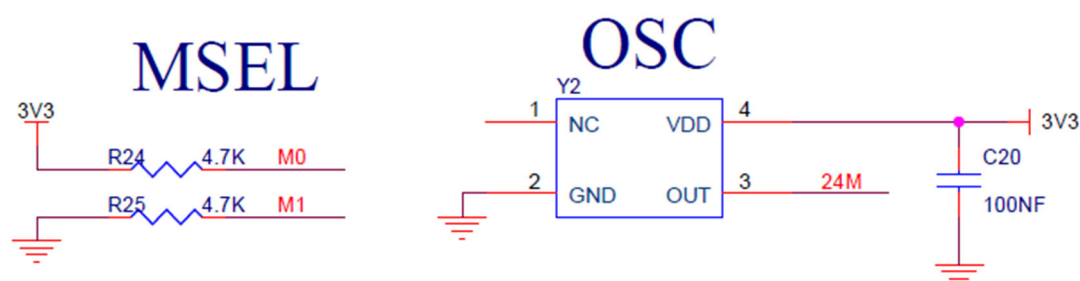 MSEL
3V3
R24 4.7K M0
R25 4.7K M1
OSC
Y2
1 NC VDD 4
3V3
2 GND OUT 3 24M
C20
100NF